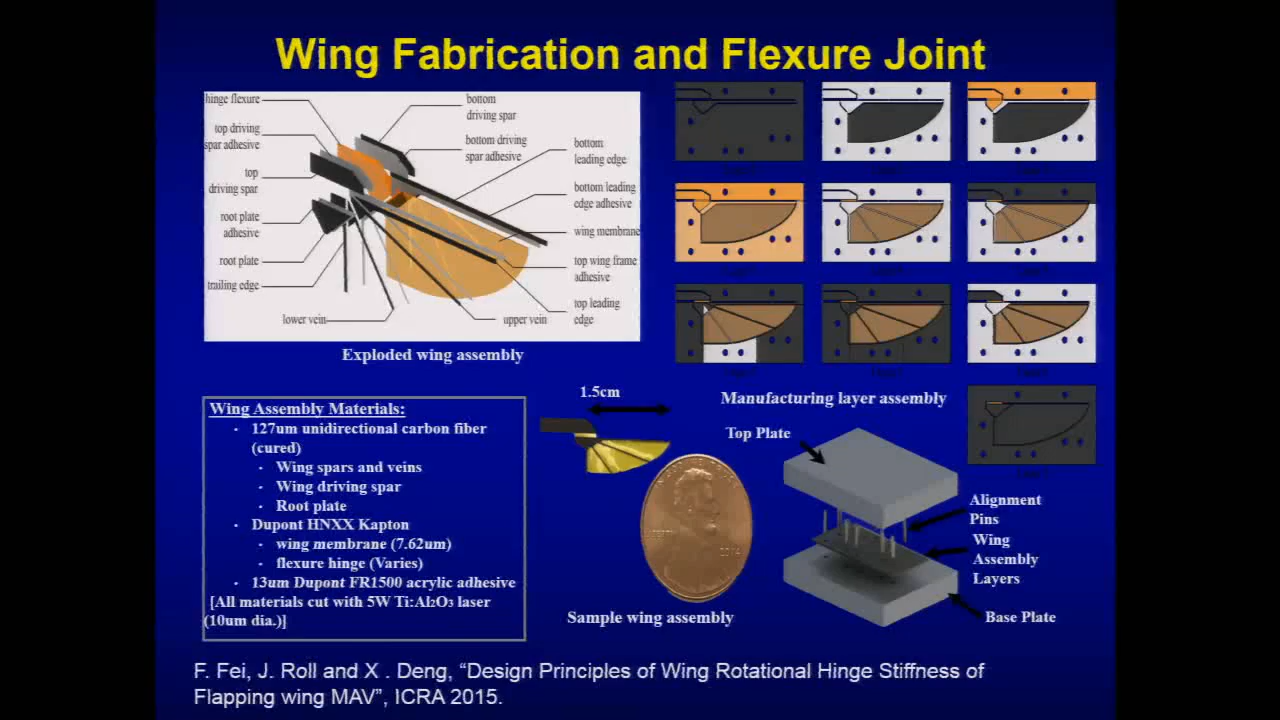 Wing Fabrication and Flexure Joint
hinge flexure
top driving
spar adhesive
top
driving spar
root plate
adhesive
root plate
trailing edge
lower vein
bottom
driving spar
bottom driving
spar adhesive
bottom
leading edge
bottom leading
edge adhesive
wing membrane
top wing frame
adhesive
top leading
edge
upper vein
Exploded wing assembly
Manufacturing layer assembly
Wing Assembly Materials:
· 127um unidirectional carbon fiber
(cured)
· Wing spars and veins
· Wing driving spar
· Root plate
· Dupont HNXX Kapton
· wing membrane (7.62um)
· flexure hinge (Varies)
· 13um Dupont FR1500 acrylic adhesive
[All materials cut with 5W Ti:Al2O3 laser
(10um dia.)]
1.5cm
Sample wing assembly
Top Plate
Alignment
Pins
Wing
Assembly
Layers
Base Plate
F. Fei, J. Roll and X . Deng, “Design Principles of Wing Rotational Hinge Stiffness of
Flapping wing MAV”, ICRA 2015.